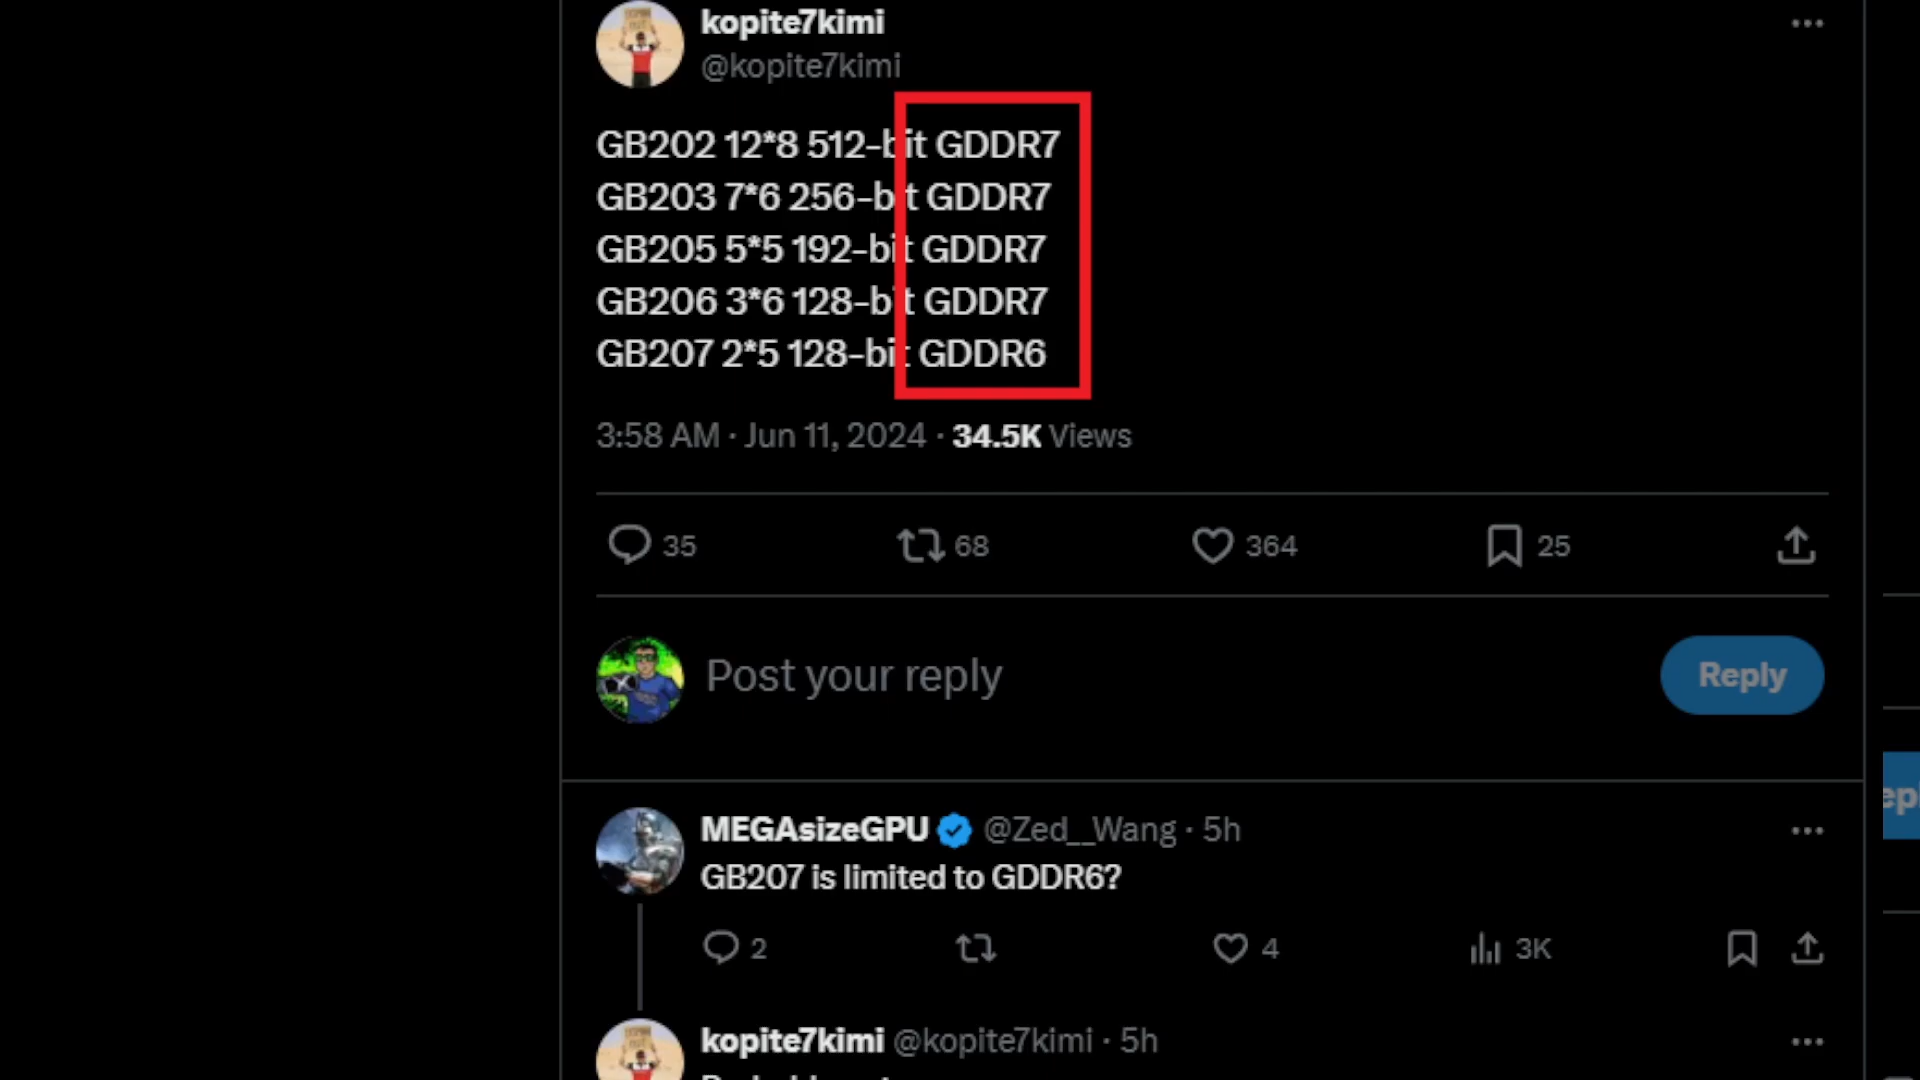 kopite7kimi
@kopite7kimi
GB202 12*8 512-bit GDDR7
GB203 7*6 256-bit GDDR7
GB205 5*5 192-bit GDDR7
GB206 3*6 128-bit GDDR7
GB207 2*5 128-bit GDDR6
3:58 AM · Jun 11, 2024 · 34.5K Views
35 68 364 25
Post your reply
Reply
MEGAsizeGPU @Zed__Wang · 5h
GB207 is limited to GDDR6?
2 4 3K
kopite7kimi @kopite7kimi · 5h